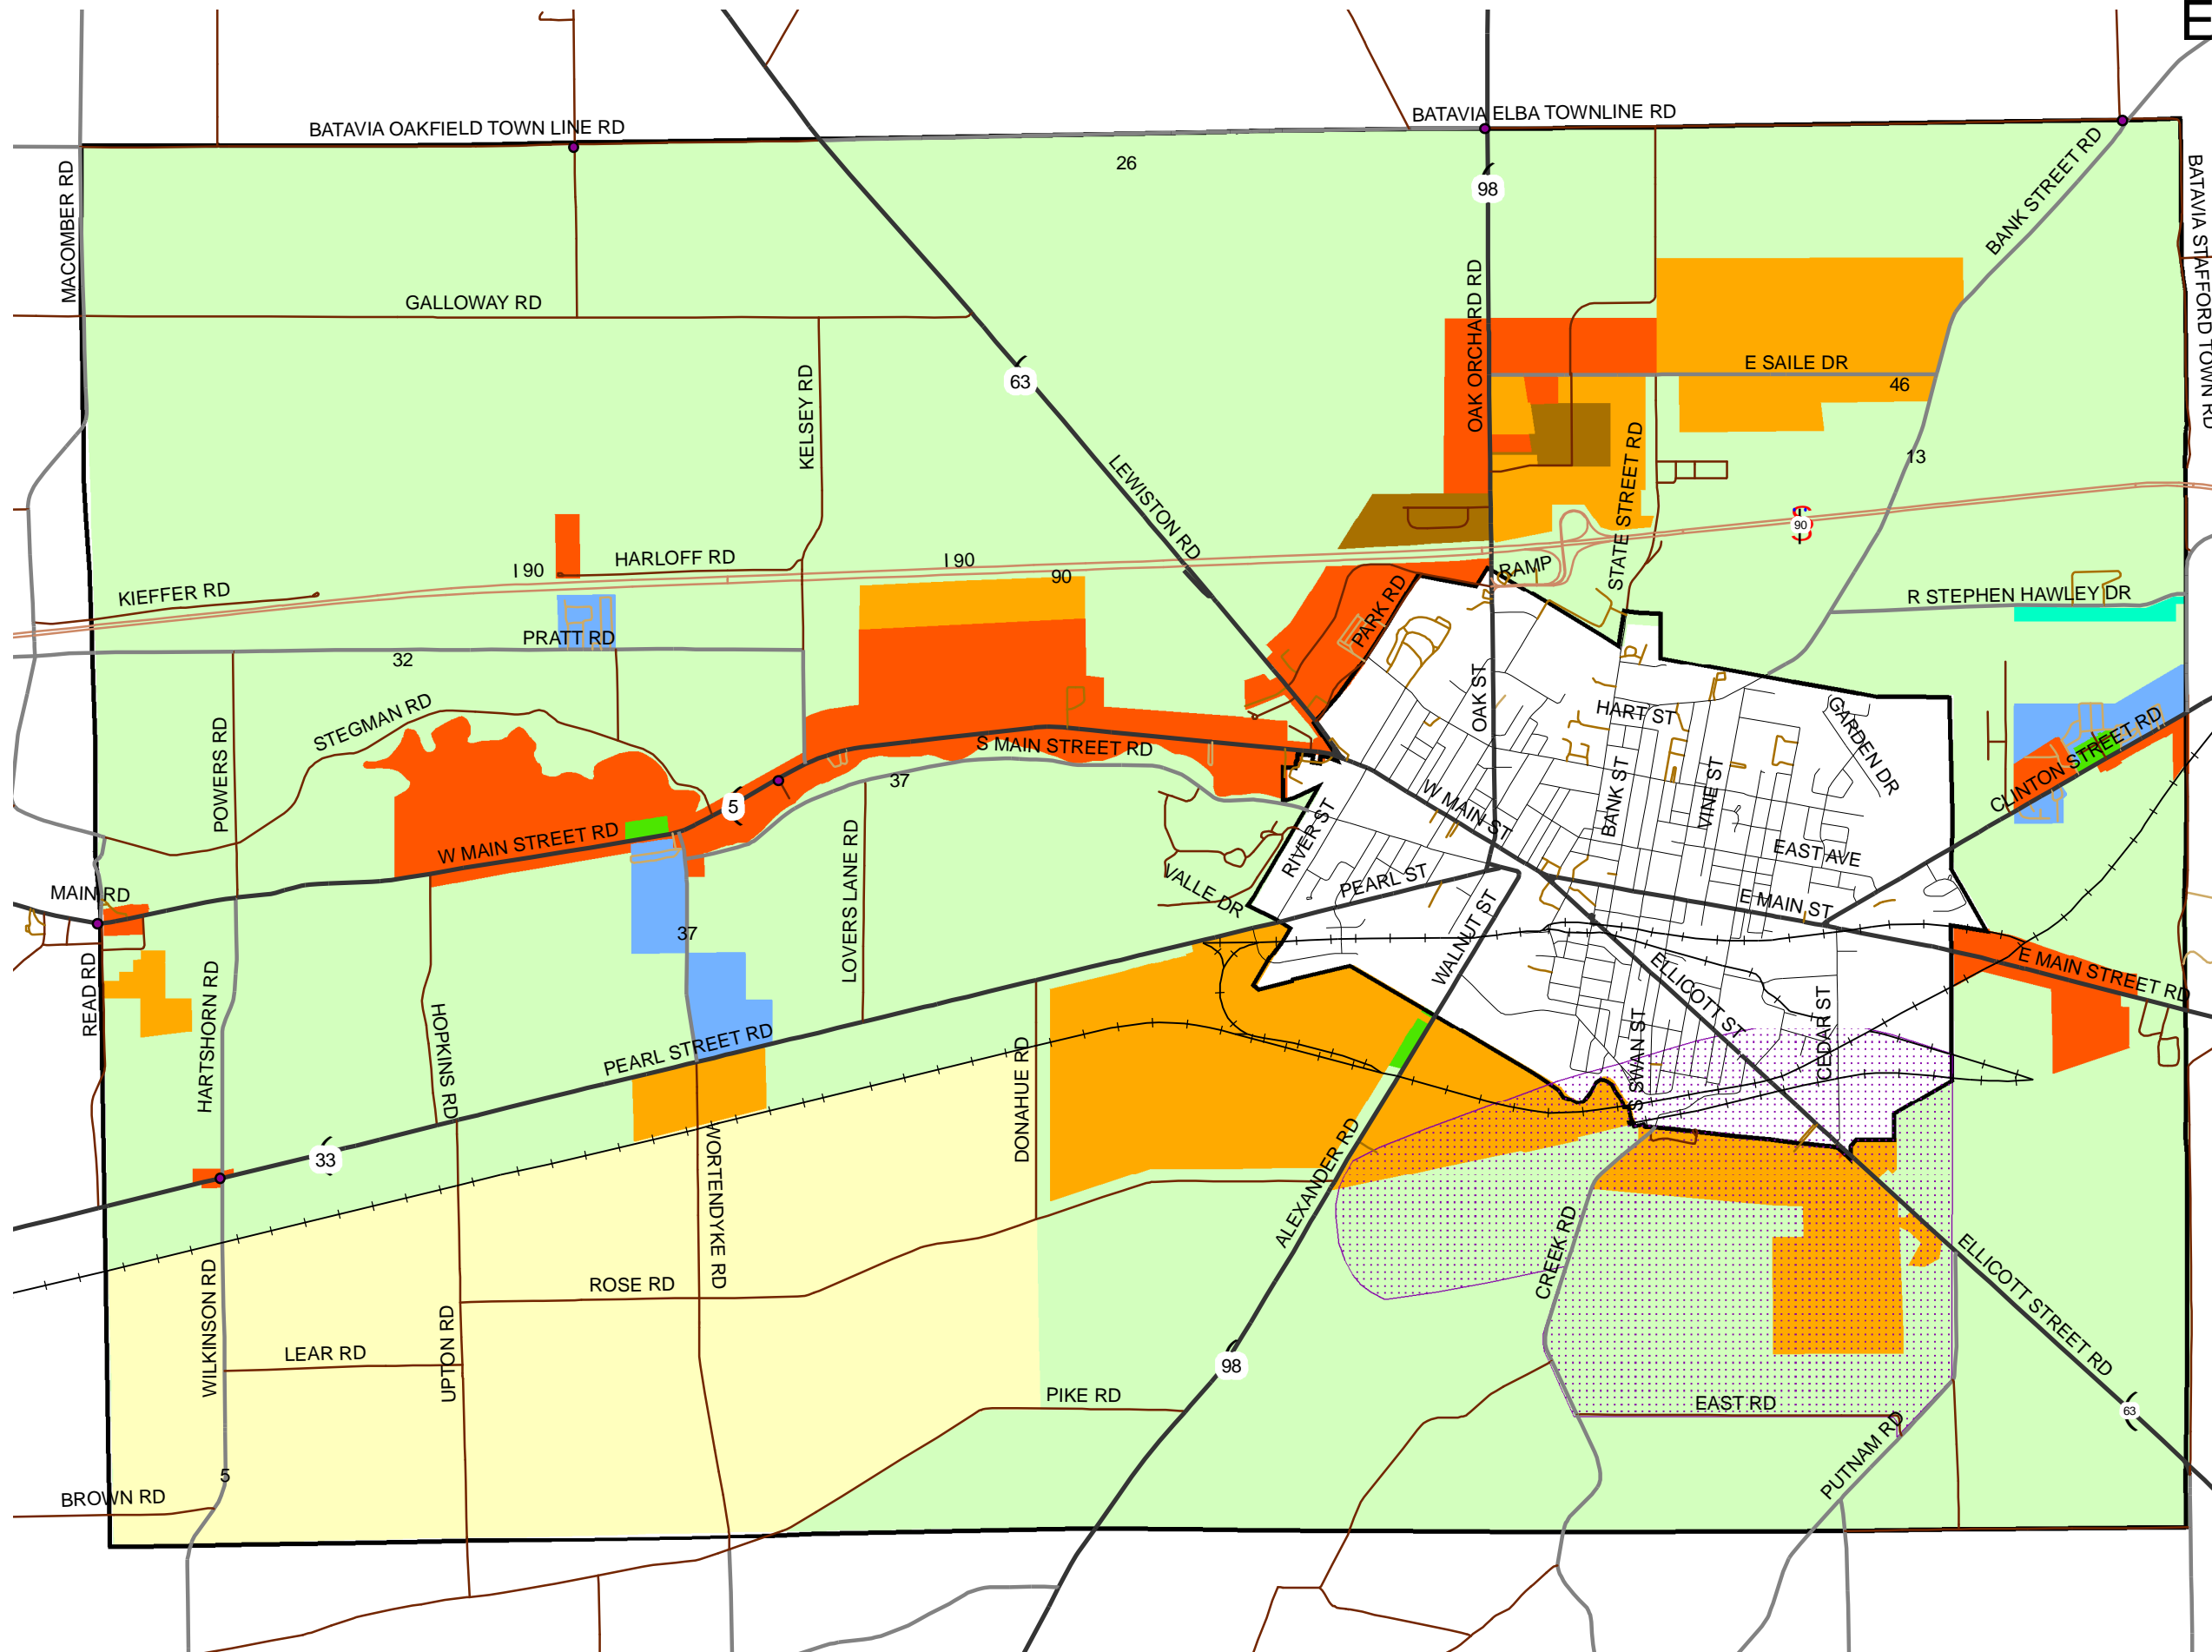 E
BATAVIA ELBA TOWNLINE RD
BATAVIA OAKFIELD TOWN LINE RD
26
98
MACOMBER RD
BANK STREET RD
BATAVIA STAFFORD TOWN RD
GALLOWAY RD
OAK ORCHARD RD
63
E SAILE DR
46
KELSEY RD
13
LEWISTON RD
STATE STREET RD
90
HARLOFF RD
I 90
I 90
90
RAMP
KIEFFER RD
PARK RD
R STEPHEN HAWLEY DR
PRATT RD
32
STEGMAN RD
OAK ST
HART ST
GARDEN DR
S MAIN STREET RD
POWERS RD
37
5
CLINTON STREET RD
W MAIN ST
BANK ST
VINE ST
W MAIN STREET RD
RIVER ST
EAST AVE
MAIN RD
LOVERS LANE RD
VALLE DR
PEARL ST
E MAIN ST
37
WALNUT ST
READ RD
HARTSHORN RD
ELLICOTT ST
E MAIN STREET RD
HOPKINS RD
PEARL STREET RD
DONAHUE RD
S SWAN ST
CEDAR ST
33
WORTENDYKE RD
ALEXANDER RD
CREEK RD
ELLICOTT STREET RD
ROSE RD
WILKINSON RD
UPTON RD
LEAR RD
98
PIKE RD
EAST RD
63
PUTNAM RD
5
BROWN RD